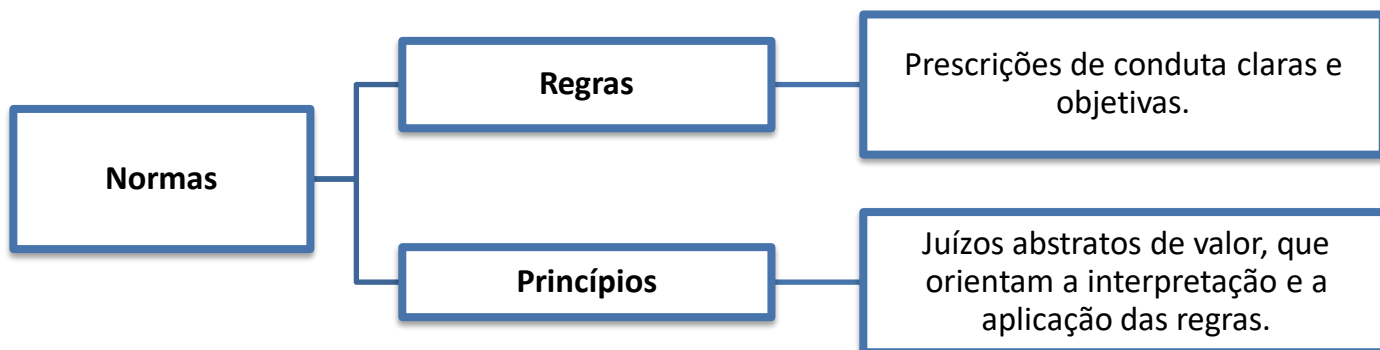 Normas
Regras
Prescrições de conduta claras e
objetivas.
Princípios
Juízos abstratos de valor, que
orientam a interpretação e a
aplicação das regras.